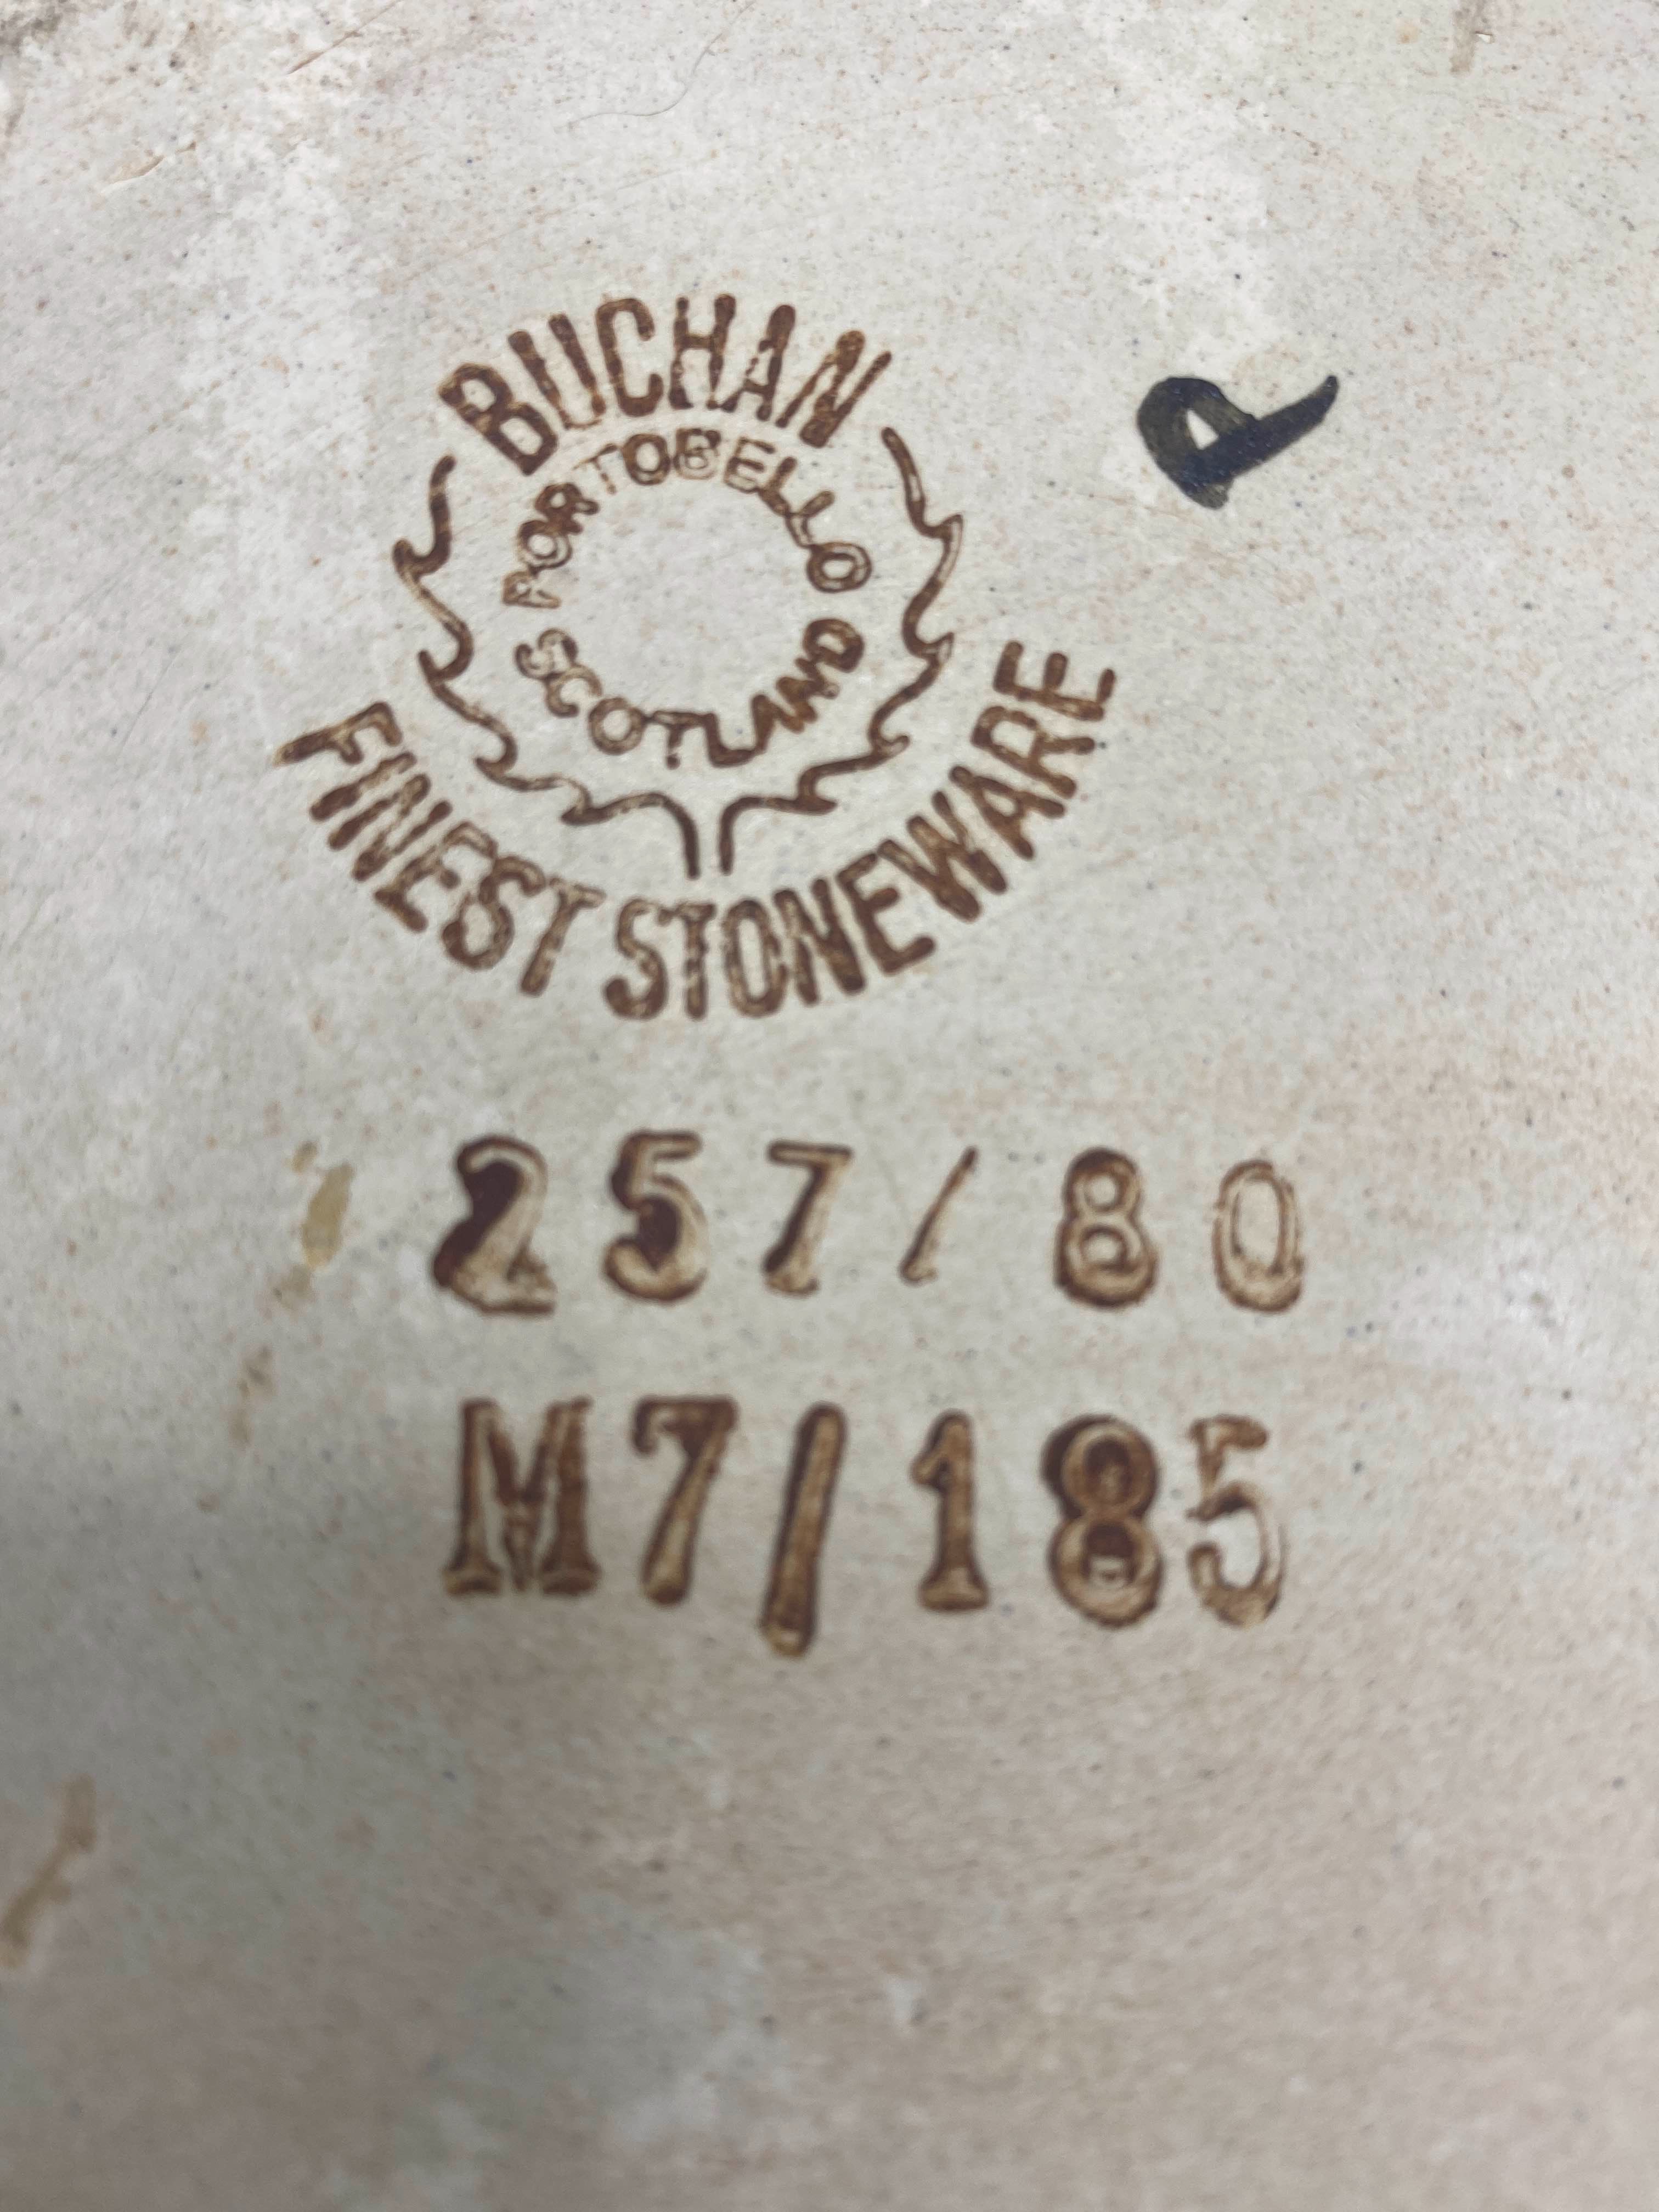 BUCHAN
PORTOBELLO
SCOTLAND
FINEST STONEWARE
257/80
M7/185
P